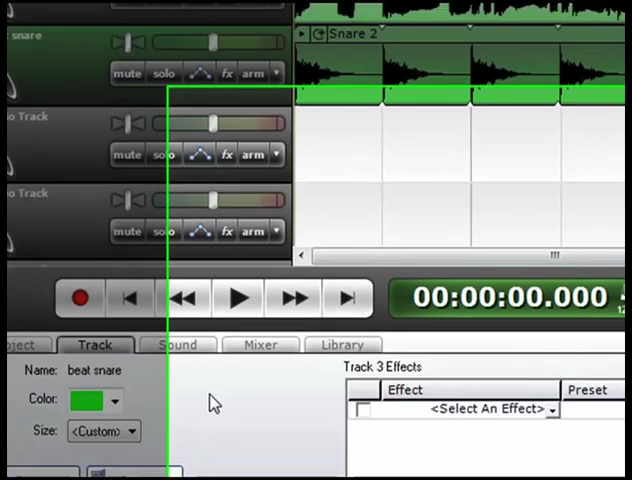 t snare
Snare 2
mute solo fx arm
io Track
mute solo fx arm
io Track
mute solo fx arm
00:00:00.000
oject Track Sound Mixer Library
Name: beat snare
Track 3 Effects
Color:
Effect Preset
<Select An Effect>
Size: <Custom>